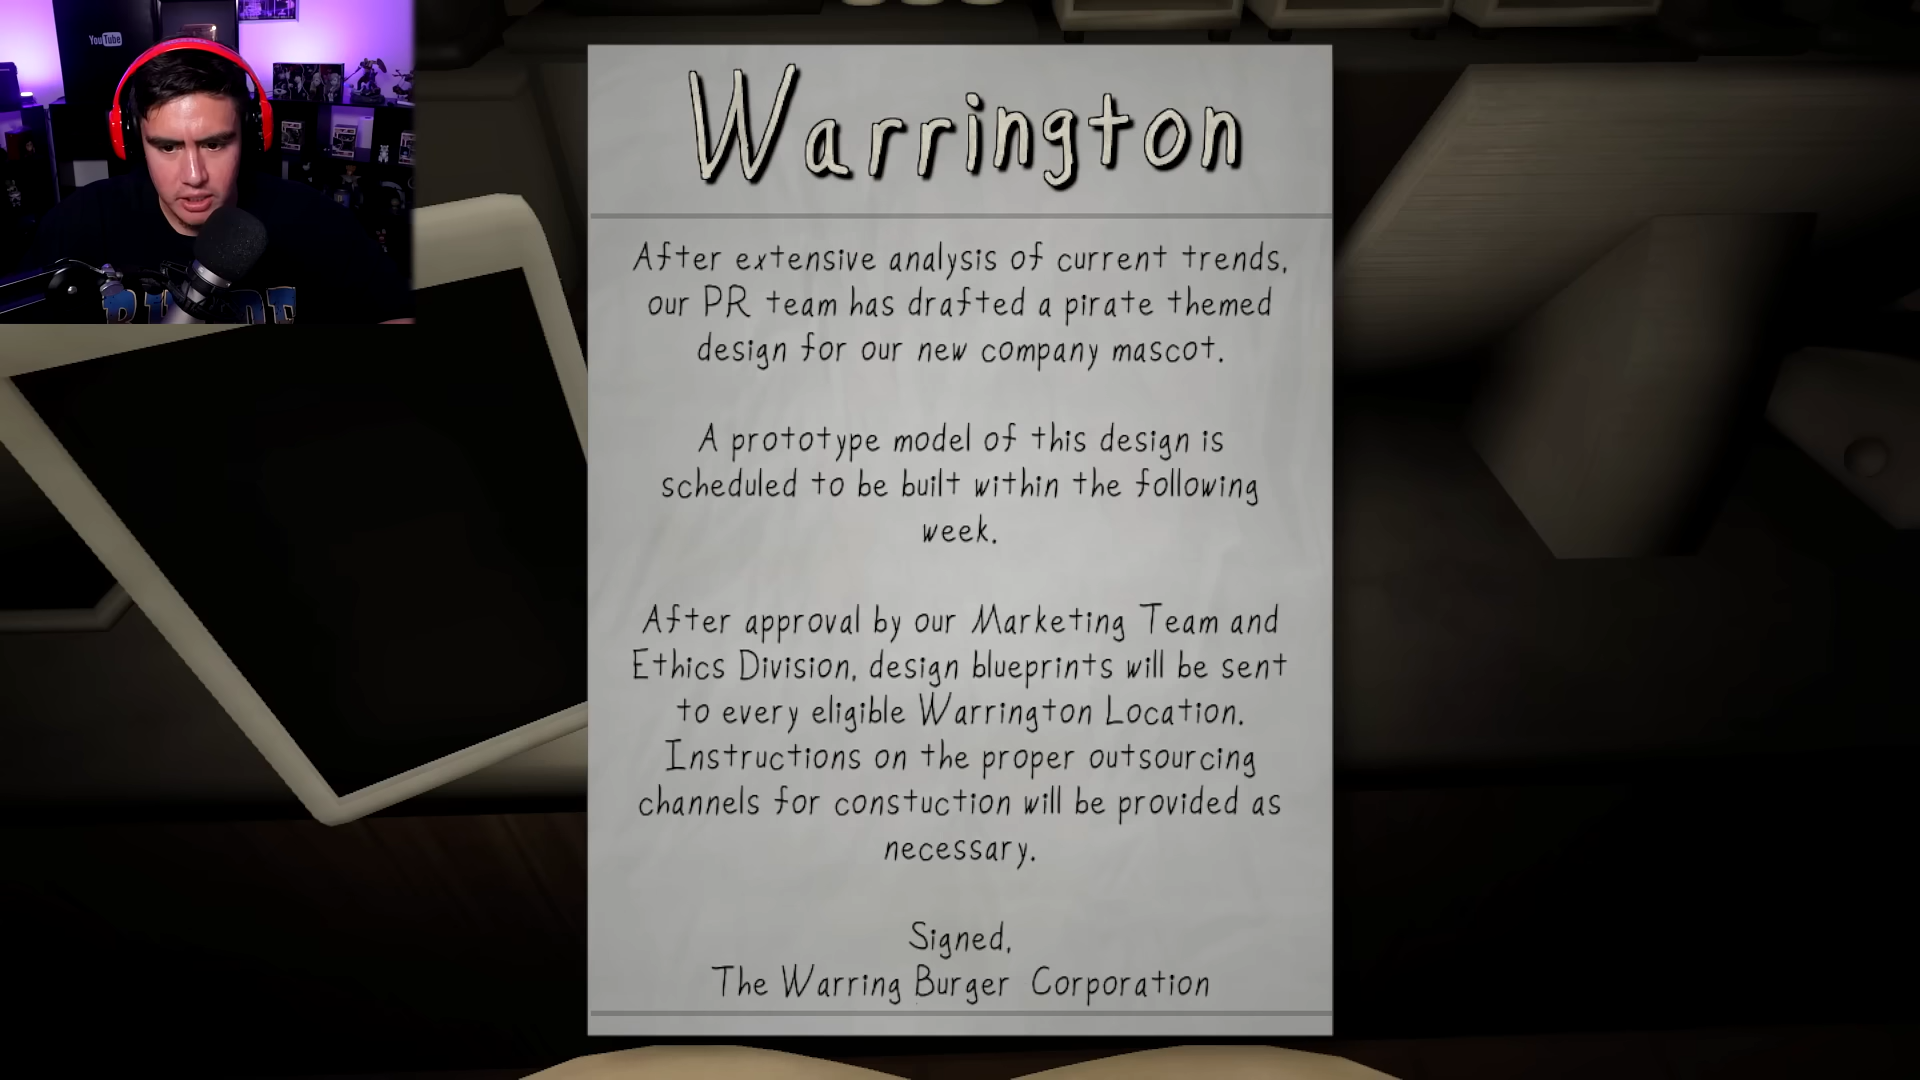 YouTube
Warrington
After extensive analysis of current trends,
our PR team has drafted a pirate themed
design for our new company mascot.
A prototype model of this design is
scheduled to be built within the following
week.
After approval by our Marketing Team and
Ethics Division, design blueprints will be sent
to every eligible Warrington Location.
Instructions on the proper outsourcing
channels for constuction will be provided as
necessary.
Signed,
The Warring Burger Corporation